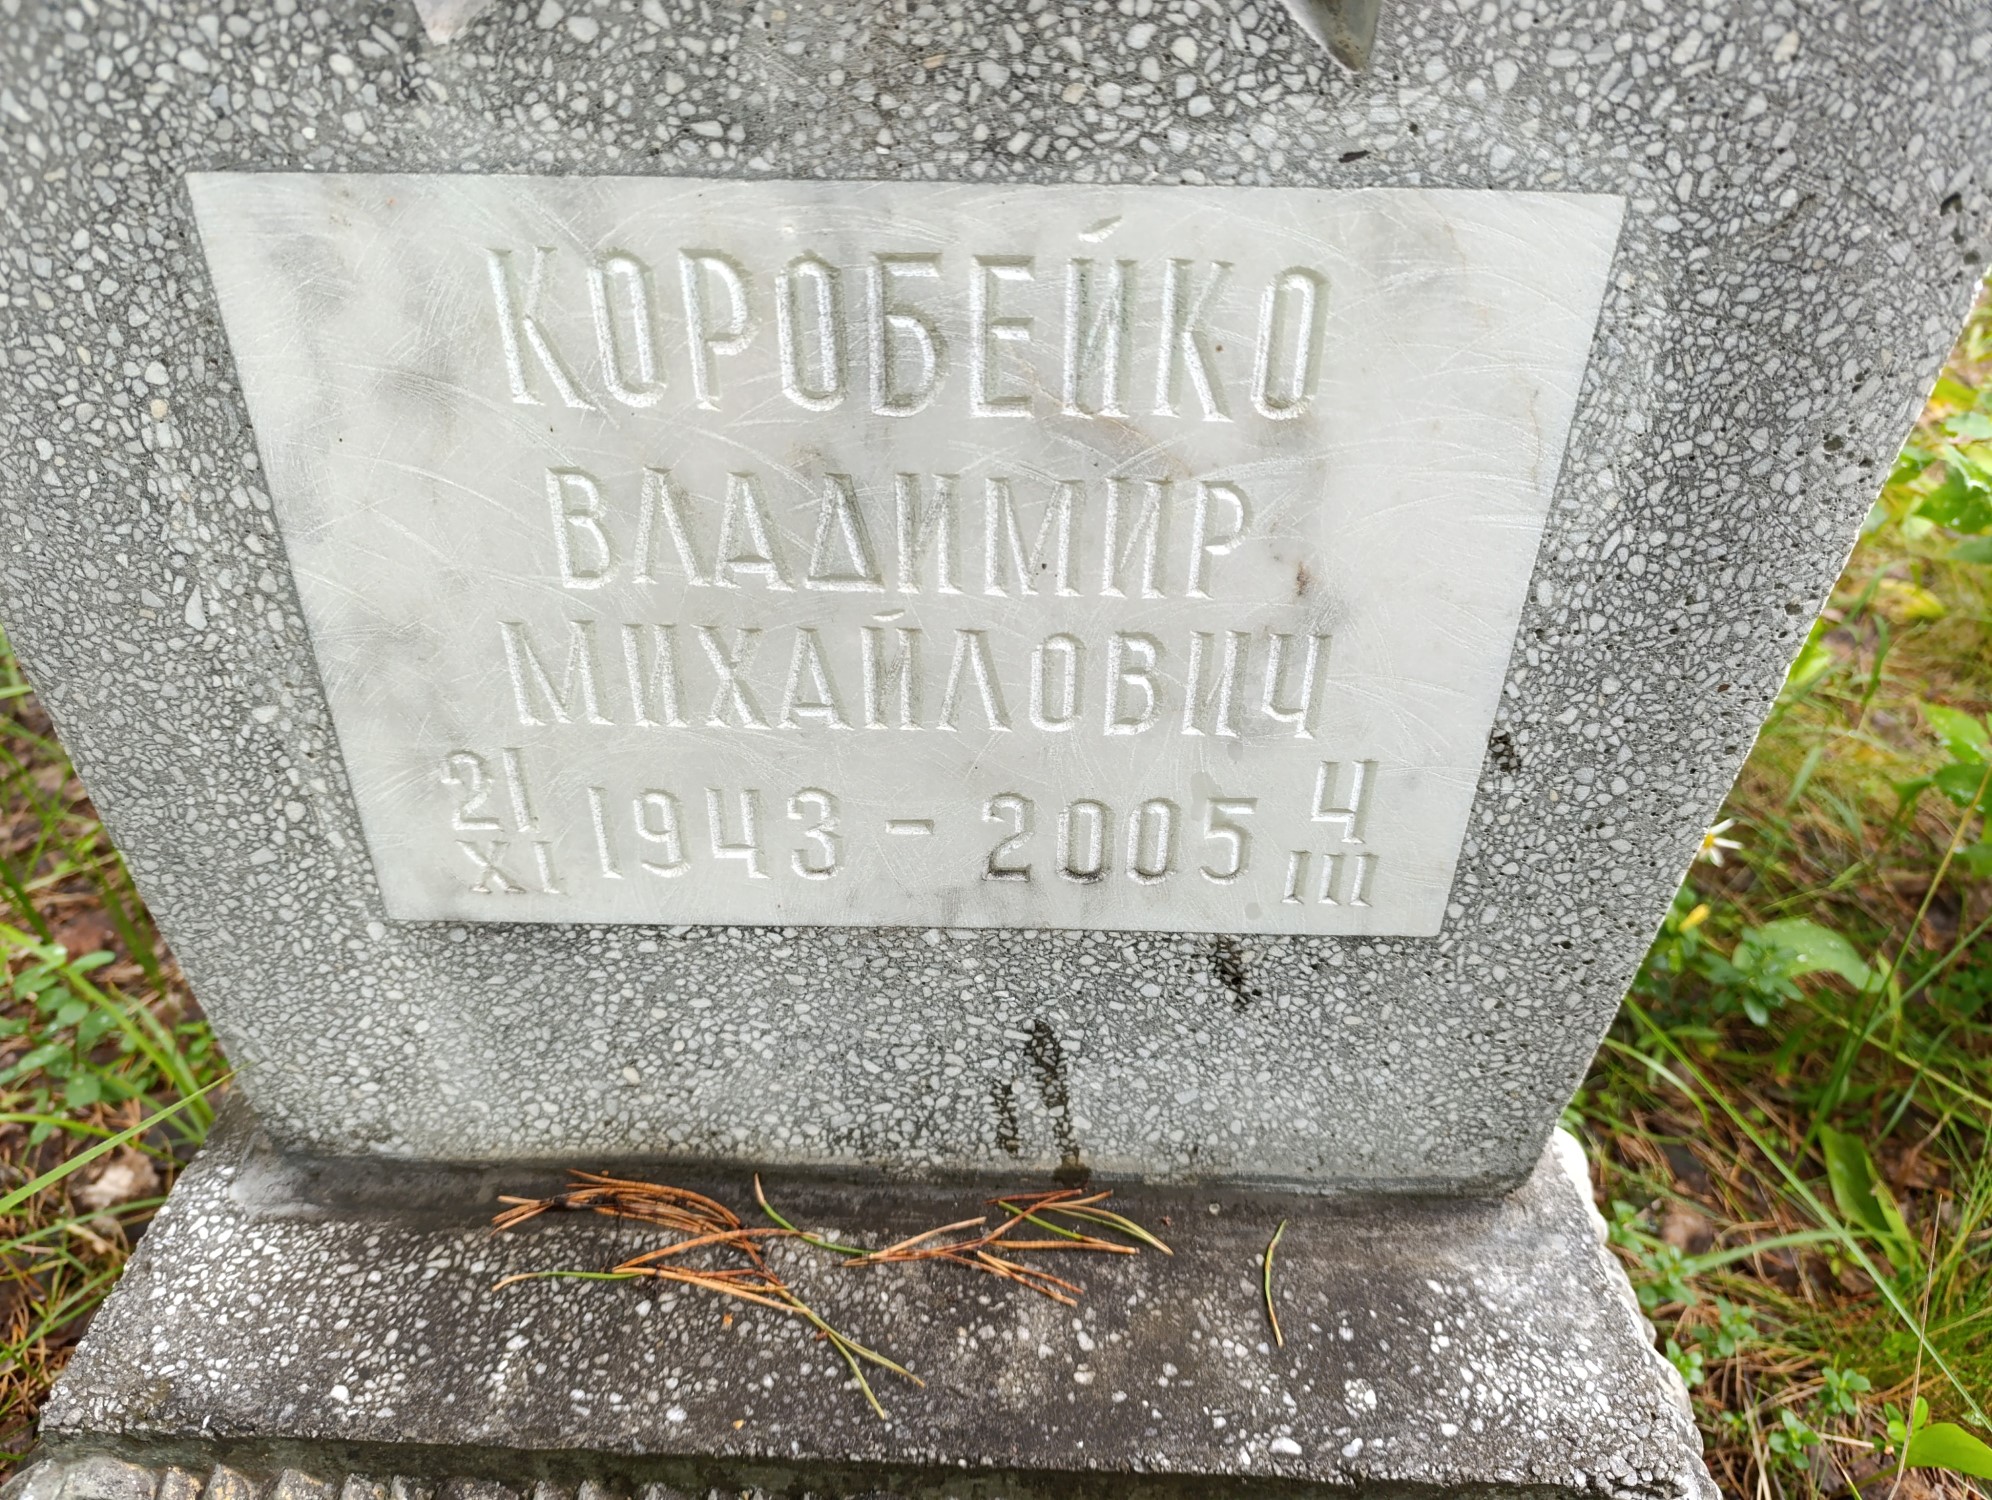 КОРОБЕЙКО
ВЛАДИМИР
МИХАЙЛОВИЧ
21 XI 1943 - 2005 4 III